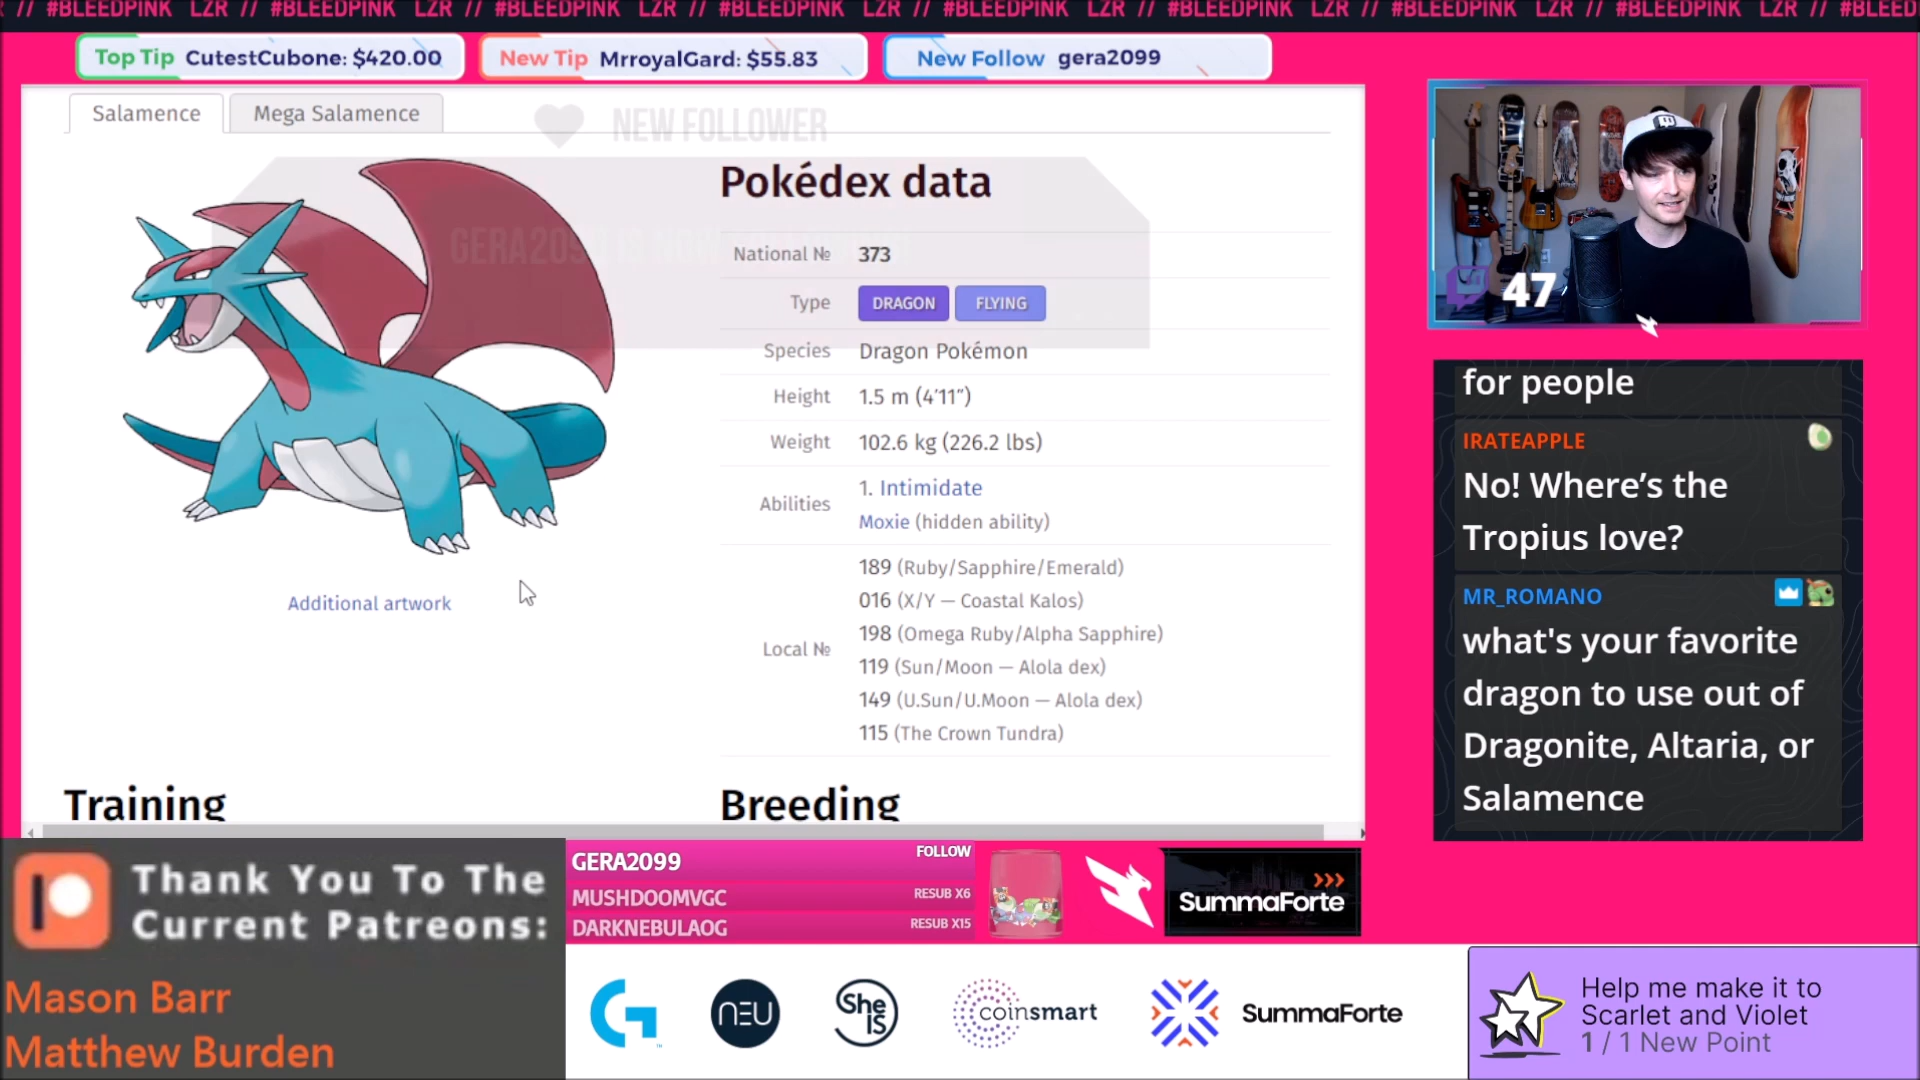 // #BLEEDPINK LZR // #BLEEDPINK LZR // #BLEEDPINK LZR // #BLEEDPINK LZR // #BLEEDPINK LZR // #BLEEDPINK LZR // #BLEEDPINK LZR // #BLEEDPINK LZR // #BLEED
Top Tip CutestCubone: $420.00
New Tip MrroyalGard: $55.83
New Follow gera2099
Salamence
Mega Salamence
NEW FOLLOWER
Pokédex data
National № 373
Type DRAGON FLYING
Species Dragon Pokémon
Height 1.5 m (4′11″)
Weight 102.6 kg (226.2 lbs)
Abilities
1. Intimidate
Moxie (hidden ability)
Local №
189 (Ruby/Sapphire/Emerald)
016 (X/Y — Coastal Kalos)
198 (Omega Ruby/Alpha Sapphire)
119 (Sun/Moon — Alola dex)
149 (U.Sun/U.Moon — Alola dex)
115 (The Crown Tundra)
Additional artwork
Training
Breeding
47
for people
IRATEAPPLE
No! Where’s the
Tropius love?
MR_ROMANO
what's your favorite
dragon to use out of
Dragonite, Altaria, or
Salamence
Thank You To The
Current Patreons:
Mason Barr
Matthew Burden
GERA2099 FOLLOW
MUSHDOOMVGC RESUB X6
DARKNEBULAOG RESUB X15
SummaForte
G
nEU
She
IS
coinsmart
SummaForte
Help me make it to
Scarlet and Violet
1 / 1 New Point